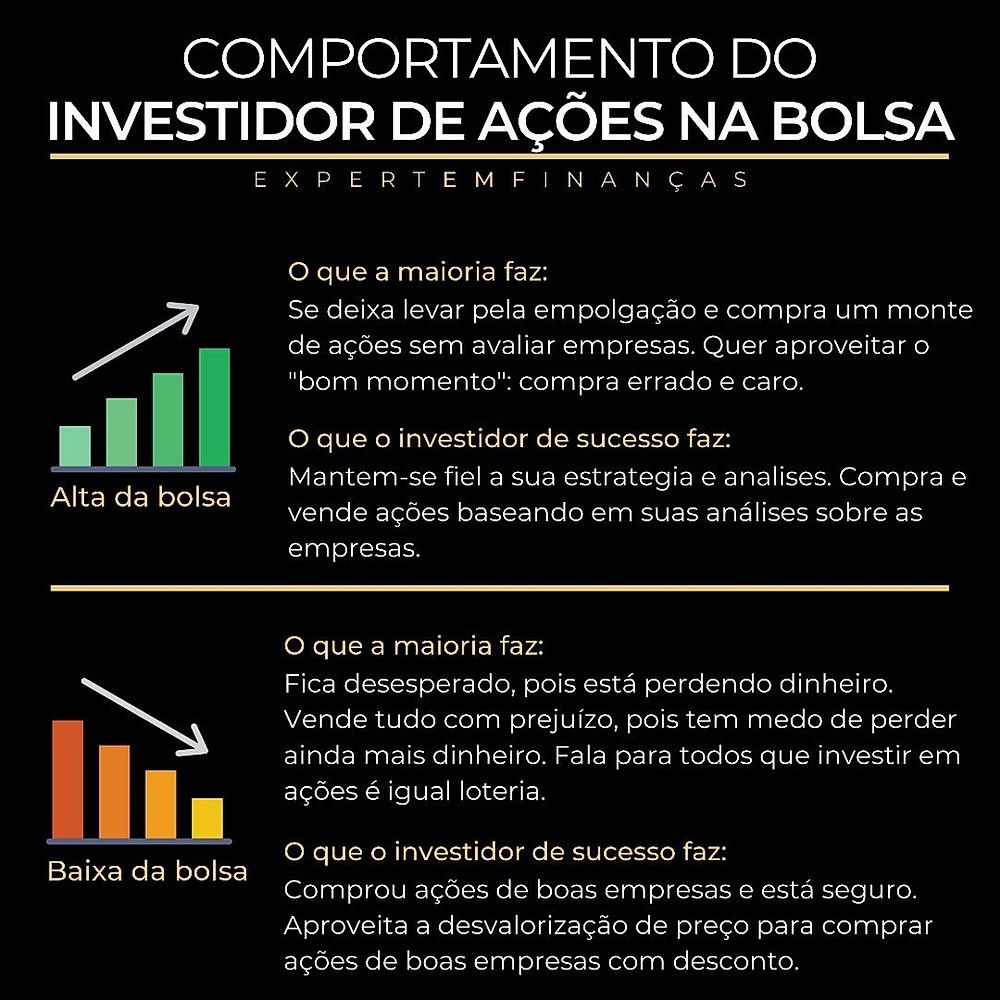 COMPORTAMENTO DO
INVESTIDOR DE AÇÕES NA BOLSA
EXPERTEMFINANÇAS
O que a maioria faz:
Se deixa levar pela empolgação e compra um monte
de ações sem avaliar empresas. Quer aproveitar o
"bom momento": compra errado e caro.
O que o investidor de sucesso faz:
Mantem-se fiel a sua estrategia e analises. Compra e
vende ações baseando em suas análises sobre as
empresas.
Alta da bolsa
O que a maioria faz:
Fica desesperado, pois está perdendo dinheiro.
Vende tudo com prejuízo, pois tem medo de perder
ainda mais dinheiro. Fala para todos que investir em
ações é igual loteria.
O que o investidor de sucesso faz:
Comprou ações de boas empresas e está seguro.
Aproveita a desvalorização de preço para comprar
ações de boas empresas com desconto.
Baixa da bolsa